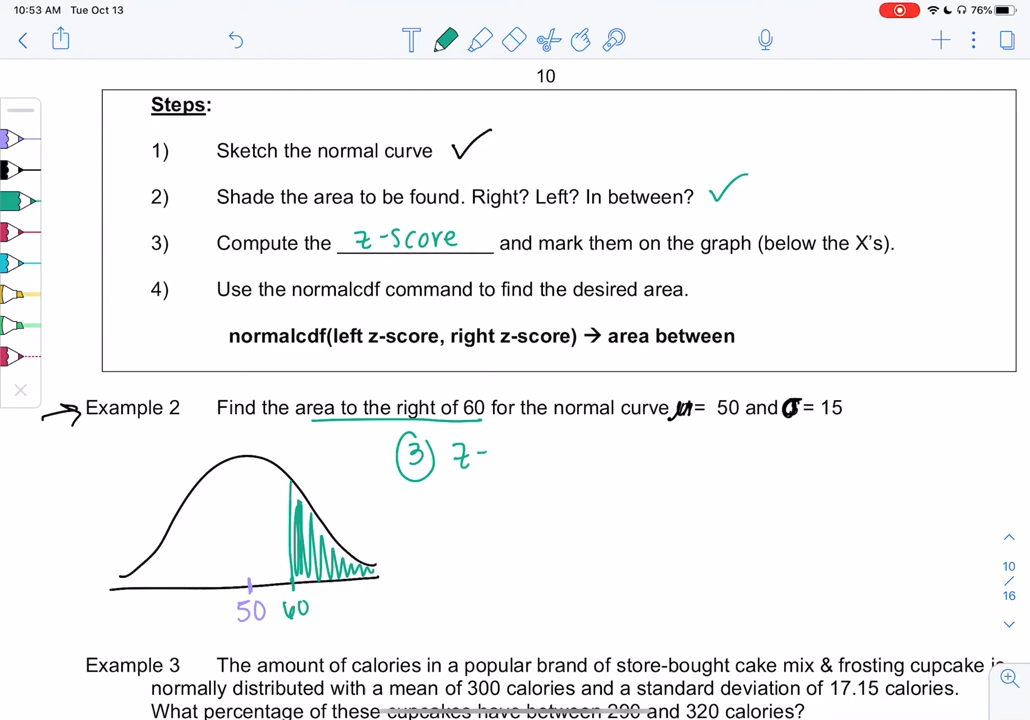 10:53 AM Tue Oct 13
76%
10
Steps:
1) Sketch the normal curve
2) Shade the area to be found. Right? Left? In between?
3) Compute the z-score and mark them on the graph (below the X's).
4) Use the normalcdf command to find the desired area.
normalcdf(left z-score, right z-score) → area between
Example 2 Find the area to the right of 60 for the normal curve μ = 50 and σ = 15
③ z-
50 60
10
/
16
Example 3 The amount of calories in a popular brand of store-bought cake mix & frosting cupcake is
normally distributed with a mean of 300 calories and a standard deviation of 17.15 calories.
What percentage of these cupcakes have between 290 and 320 calories?